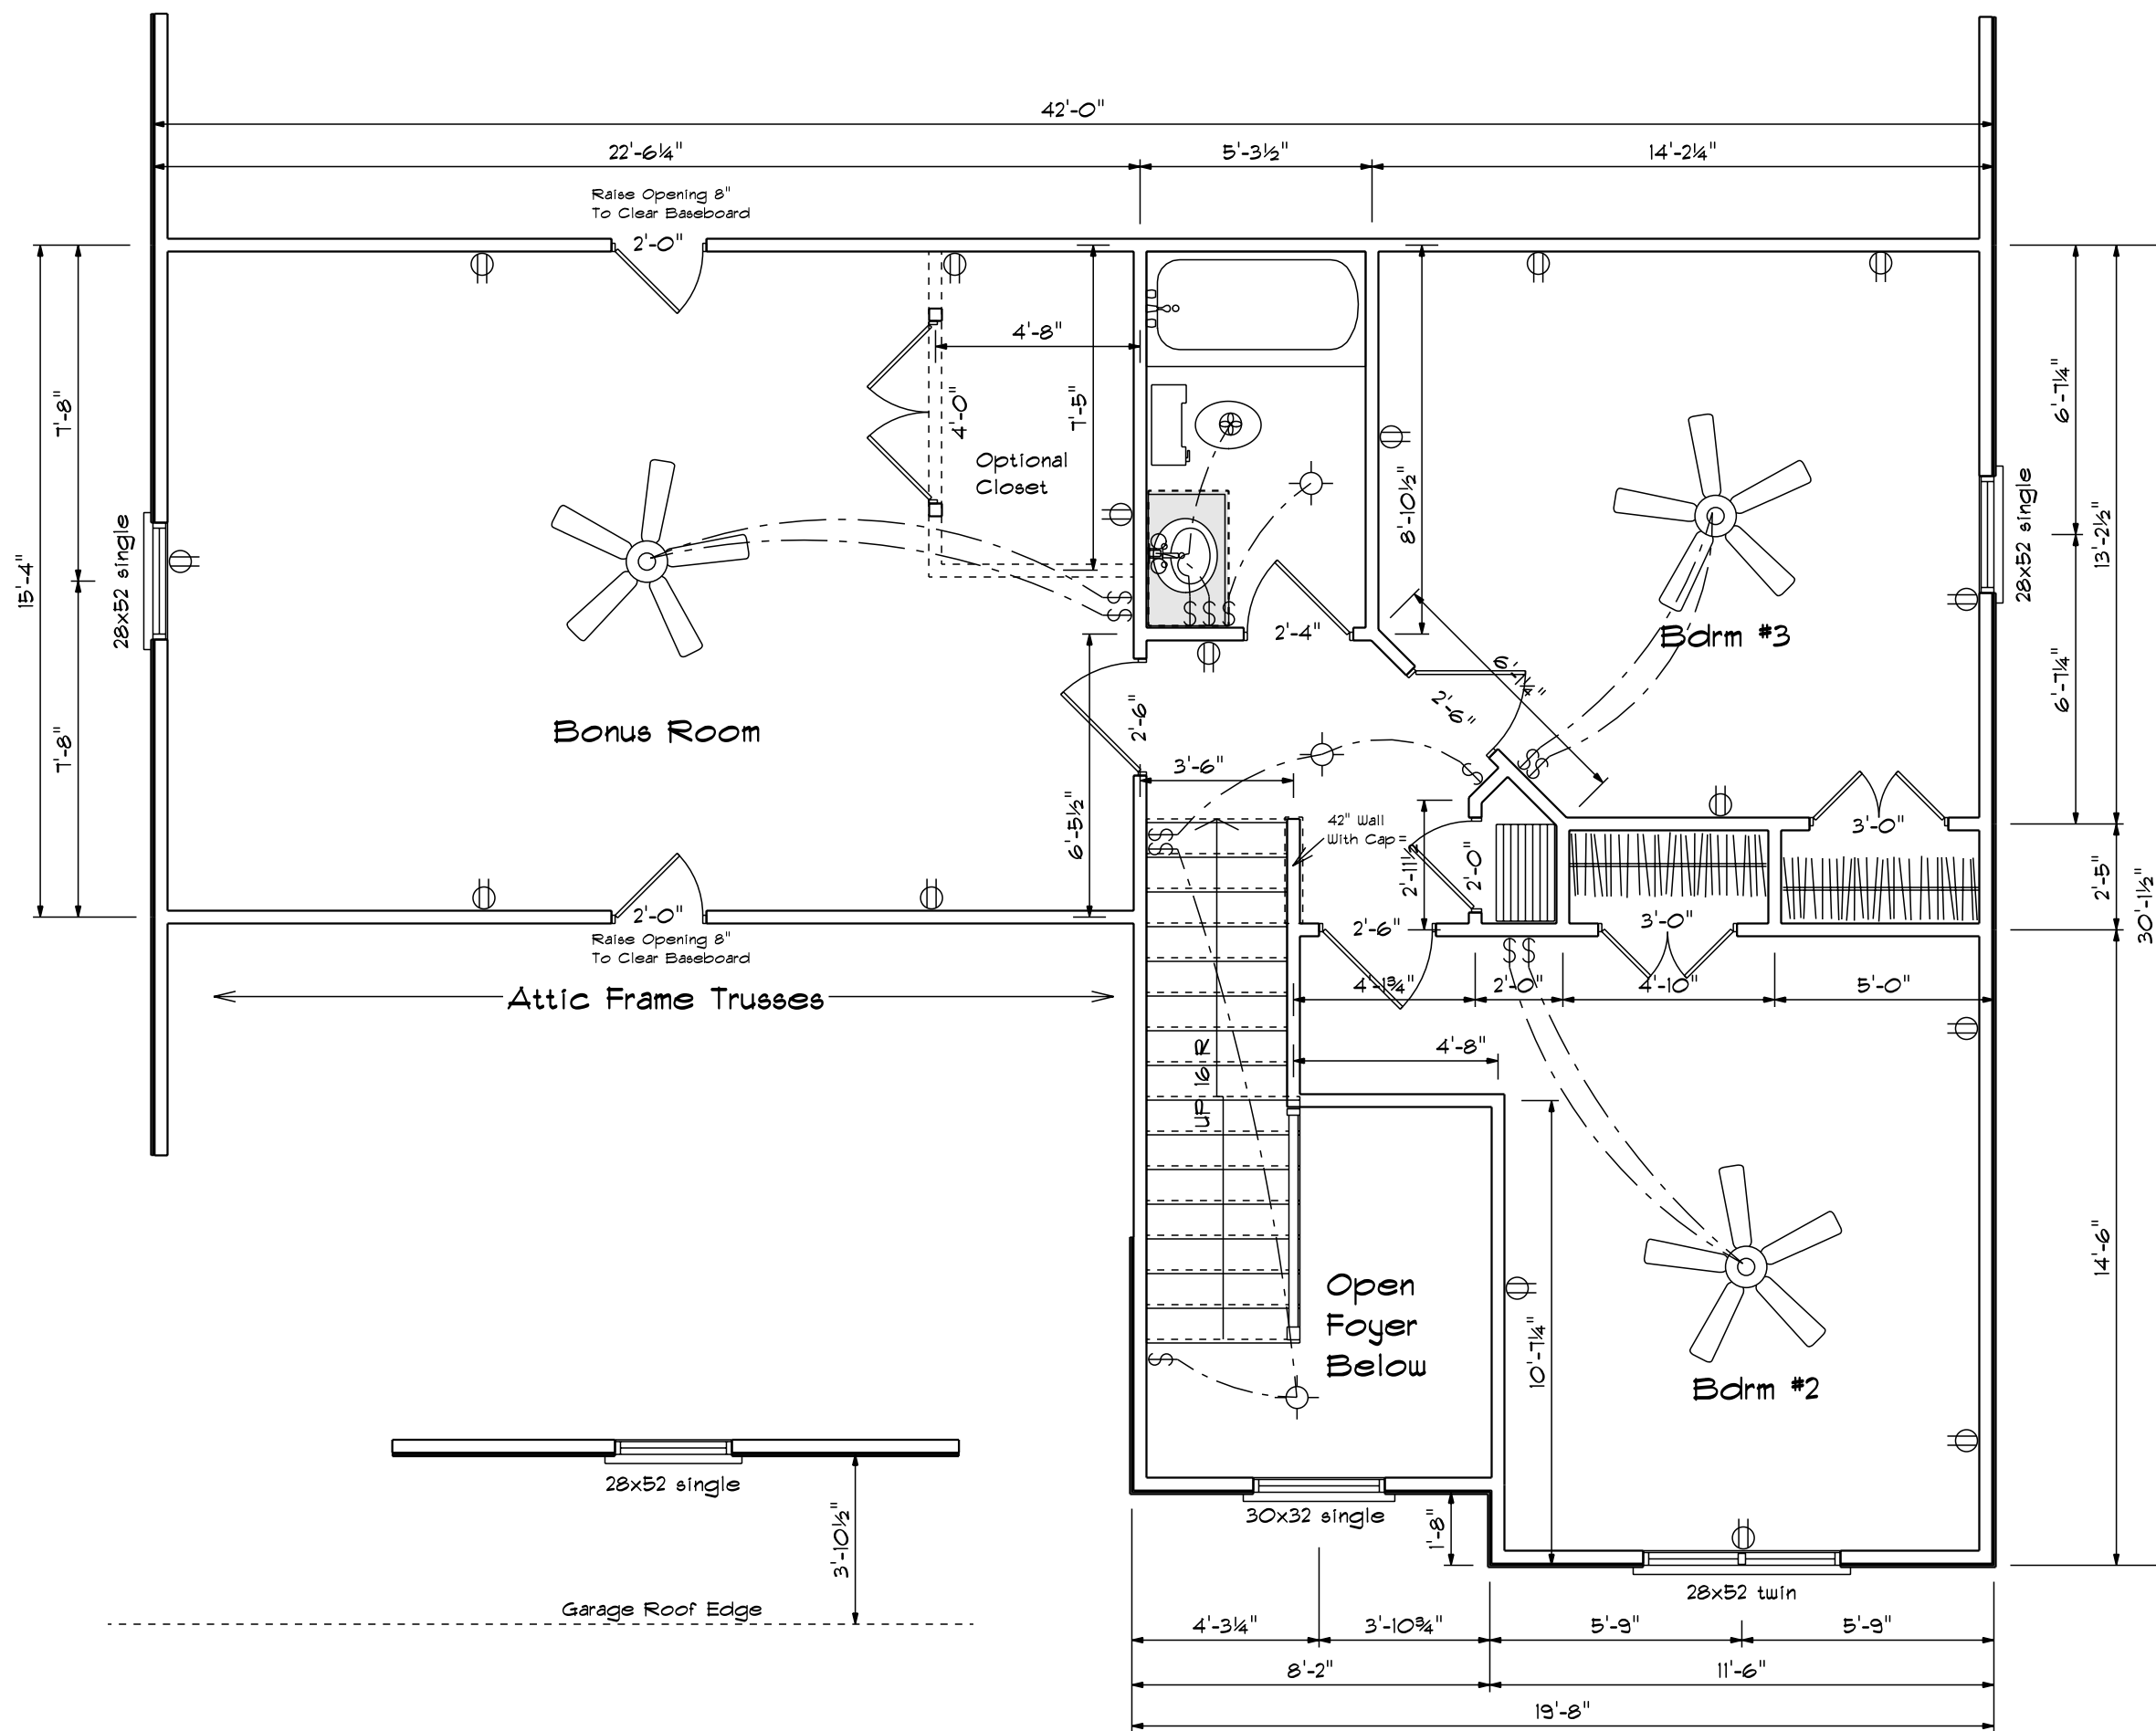 42'-0"
22'-6¼"
5'-3½"
14'-2¼"
Raise Opening 8"
To Clear Baseboard
2'-0"
4'-8"
4'-0"
7'-5"
Optional
Closet
7'-8"
15'-4"
28x52 single
7'-8"
8'-10½"
6'-7¼"
13'-2½"
28x52 single
6'-7¼"
S
S
S S S
2'-4"
Bdrm #3
6'-1¼"
2'-6"
Bonus Room
2'-6"
3'-6"
S
S S
6'-5½"
S
S
42" Wall
With Cap
2'-11½"
2'-0"
3'-0"
2'-5"
30'-1½"
2'-0"
Raise Opening 8"
To Clear Baseboard
2'-6"
3'-0"
S S
Attic Frame Trusses
4'-1¾"
2'-0"
4'-10"
5'-0"
4'-8"
UP 16 R
14'-6"
Open
Foyer
Below
10'-7¼"
S
Bdrm #2
28x52 single
30x32 single
1'-8"
3'-10½"
28x52 twin
Garage Roof Edge
4'-3¼"
3'-10¾"
5'-9"
5'-9"
8'-2"
11'-6"
19'-8"